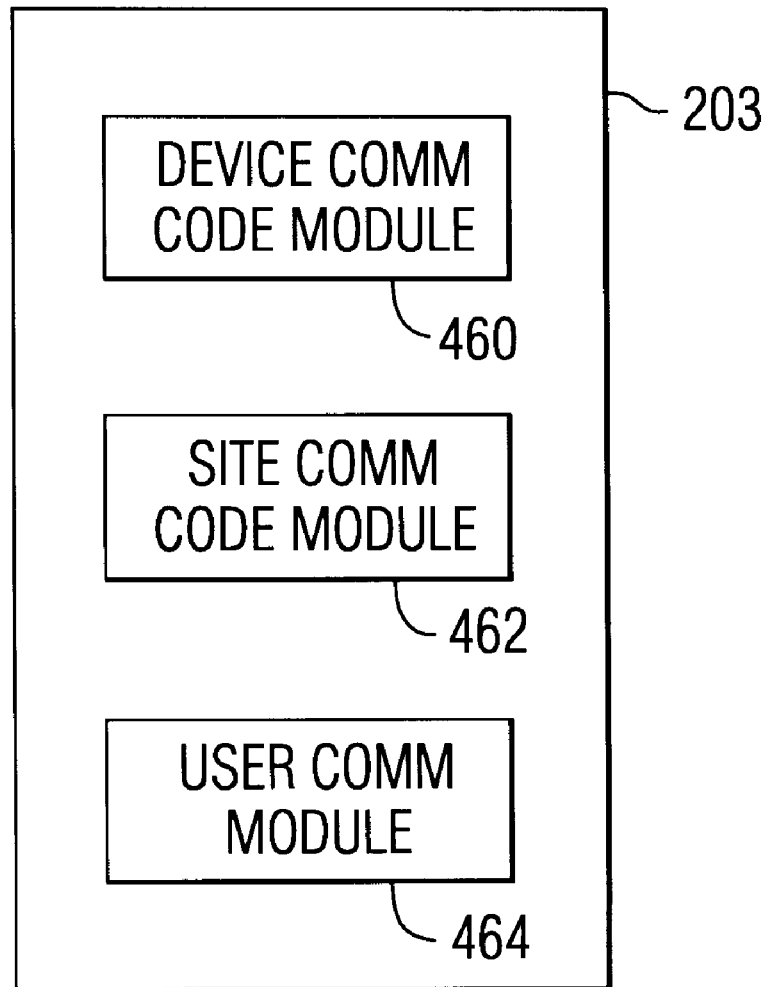 203
DEVICE COMM
CODE MODULE
460
SITE COMM
CODE MODULE
462
USER COMM
MODULE
464